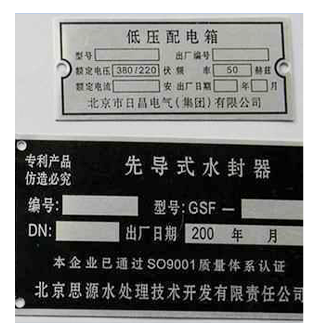 低压配电箱
型号 出厂编号
额定电压 380/220 伏 频率 50 赫兹
额定电流 安 出厂日期 年 月
北京市日昌电气(集团)有限公司
专利产品
仿造必究
先导式水封器
编号: 型号:GSF—
DN: 出厂日期 200 年 月
本企业已通过ISO9001质量体系认证
北京思源水处理技术开发有限责任公司